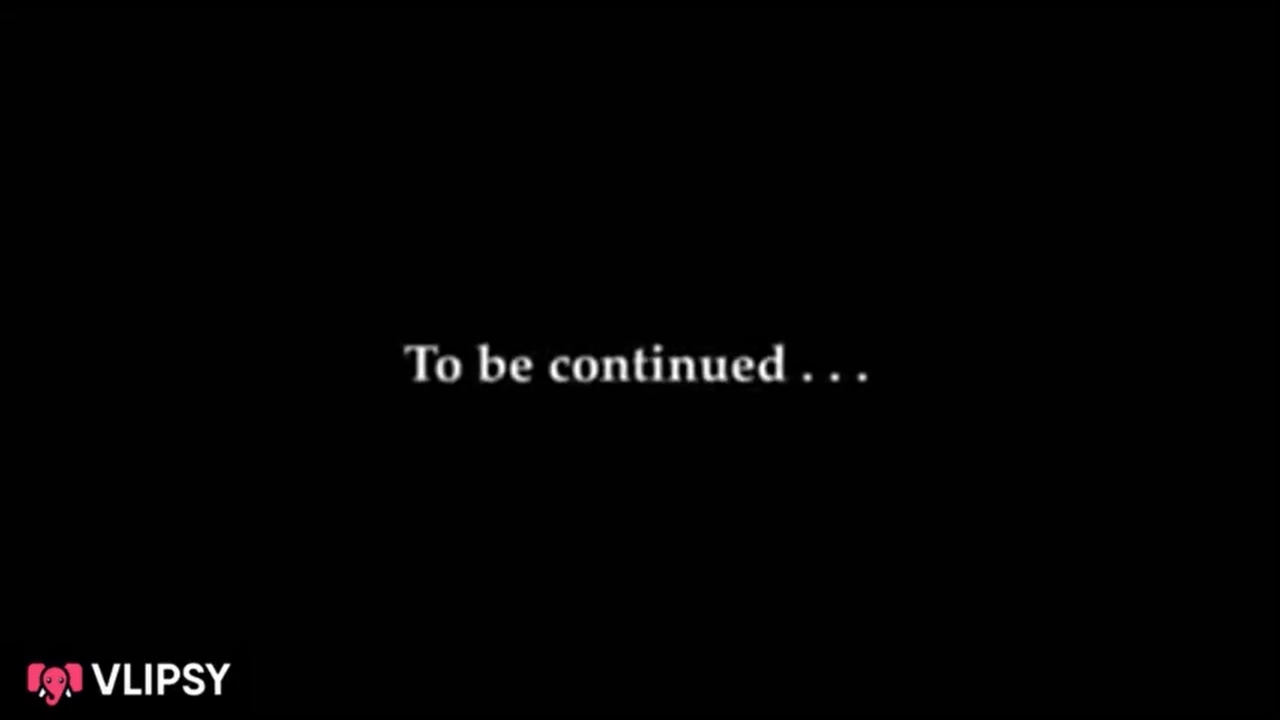 To be continued . . .
VLIPSY